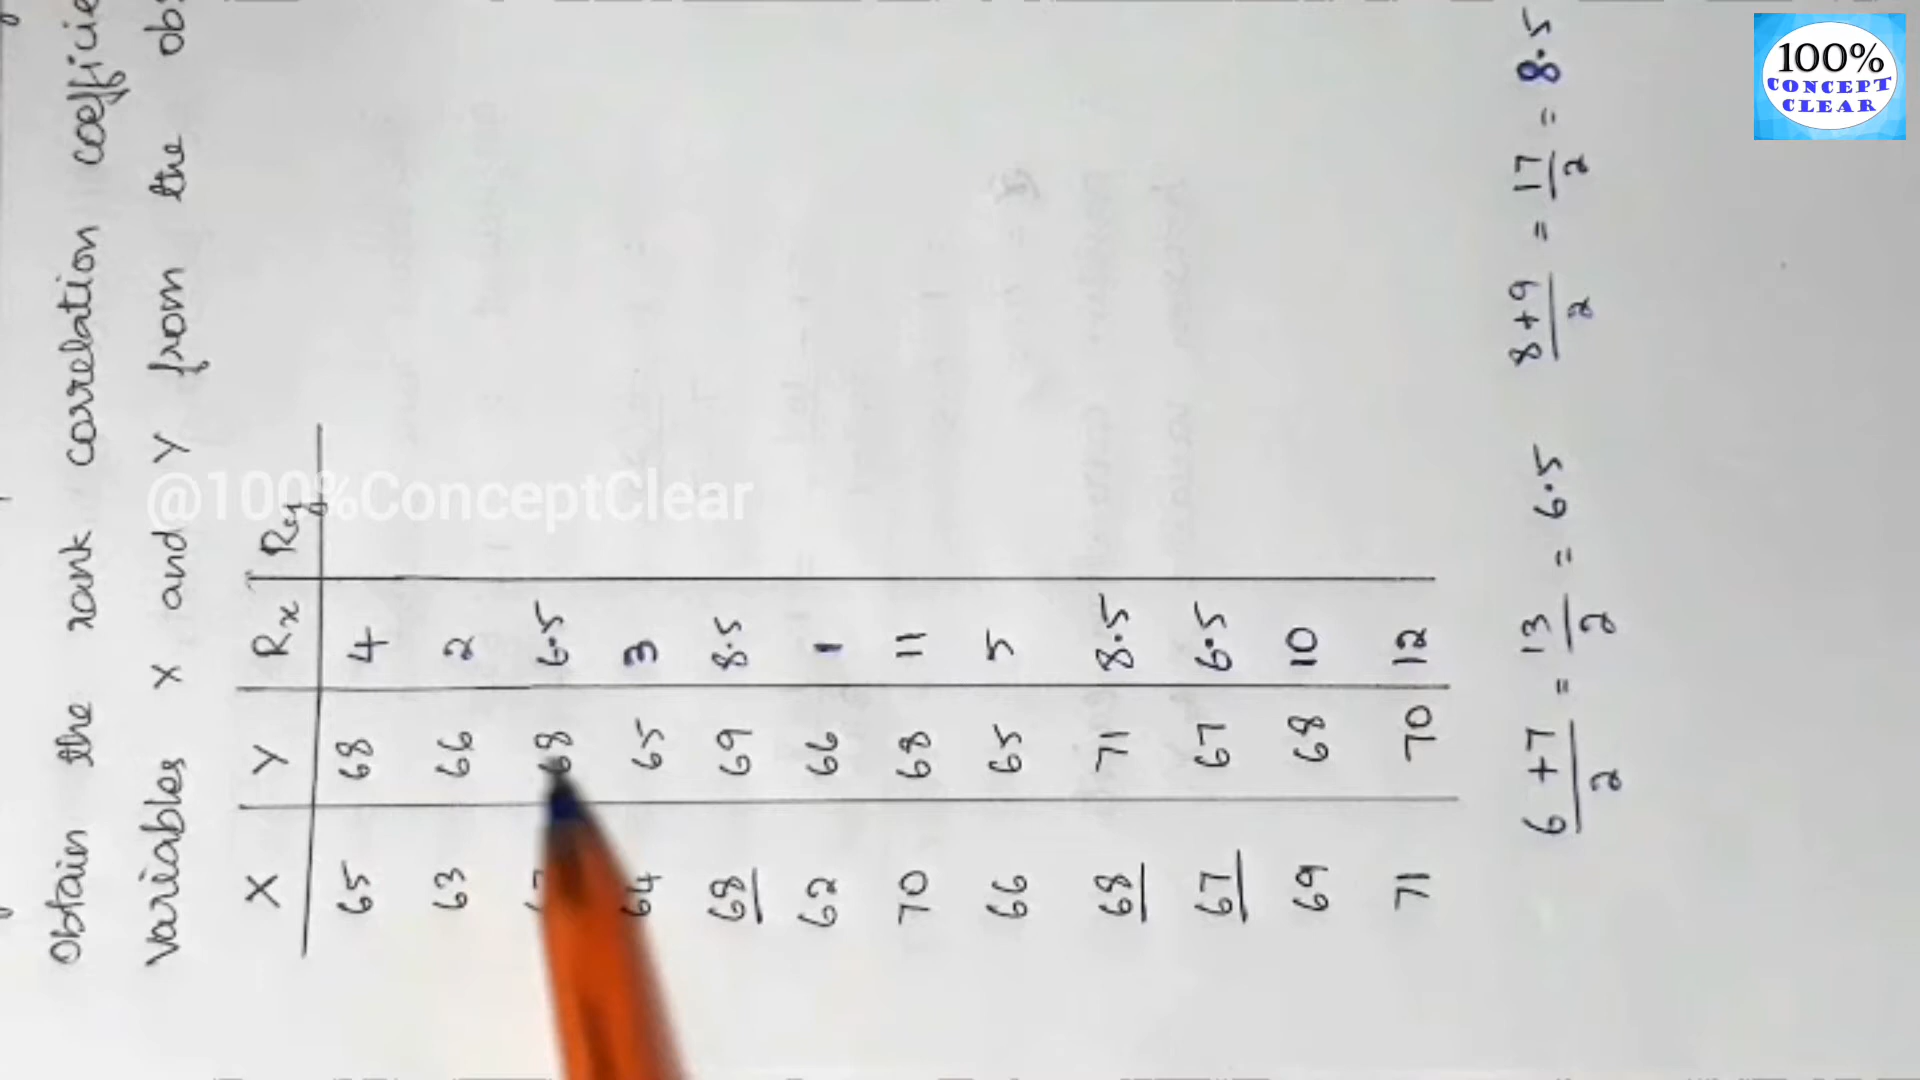 Obtain the rank correlation
variables X and Y from the
X Y Rx Ry
65 68 4
63 66 2
68 6.5
64 65 3
68 69 8.5
62 66 1
70 68 11
66 65 5
68 71 8.5
67 67 6.5
69 68 10
71 70 12
6+7/2 = 13/2 = 6.5 8+9/2 = 17/2 = 8.5
@100%ConceptClear
100%
CONCEPT
CLEAR